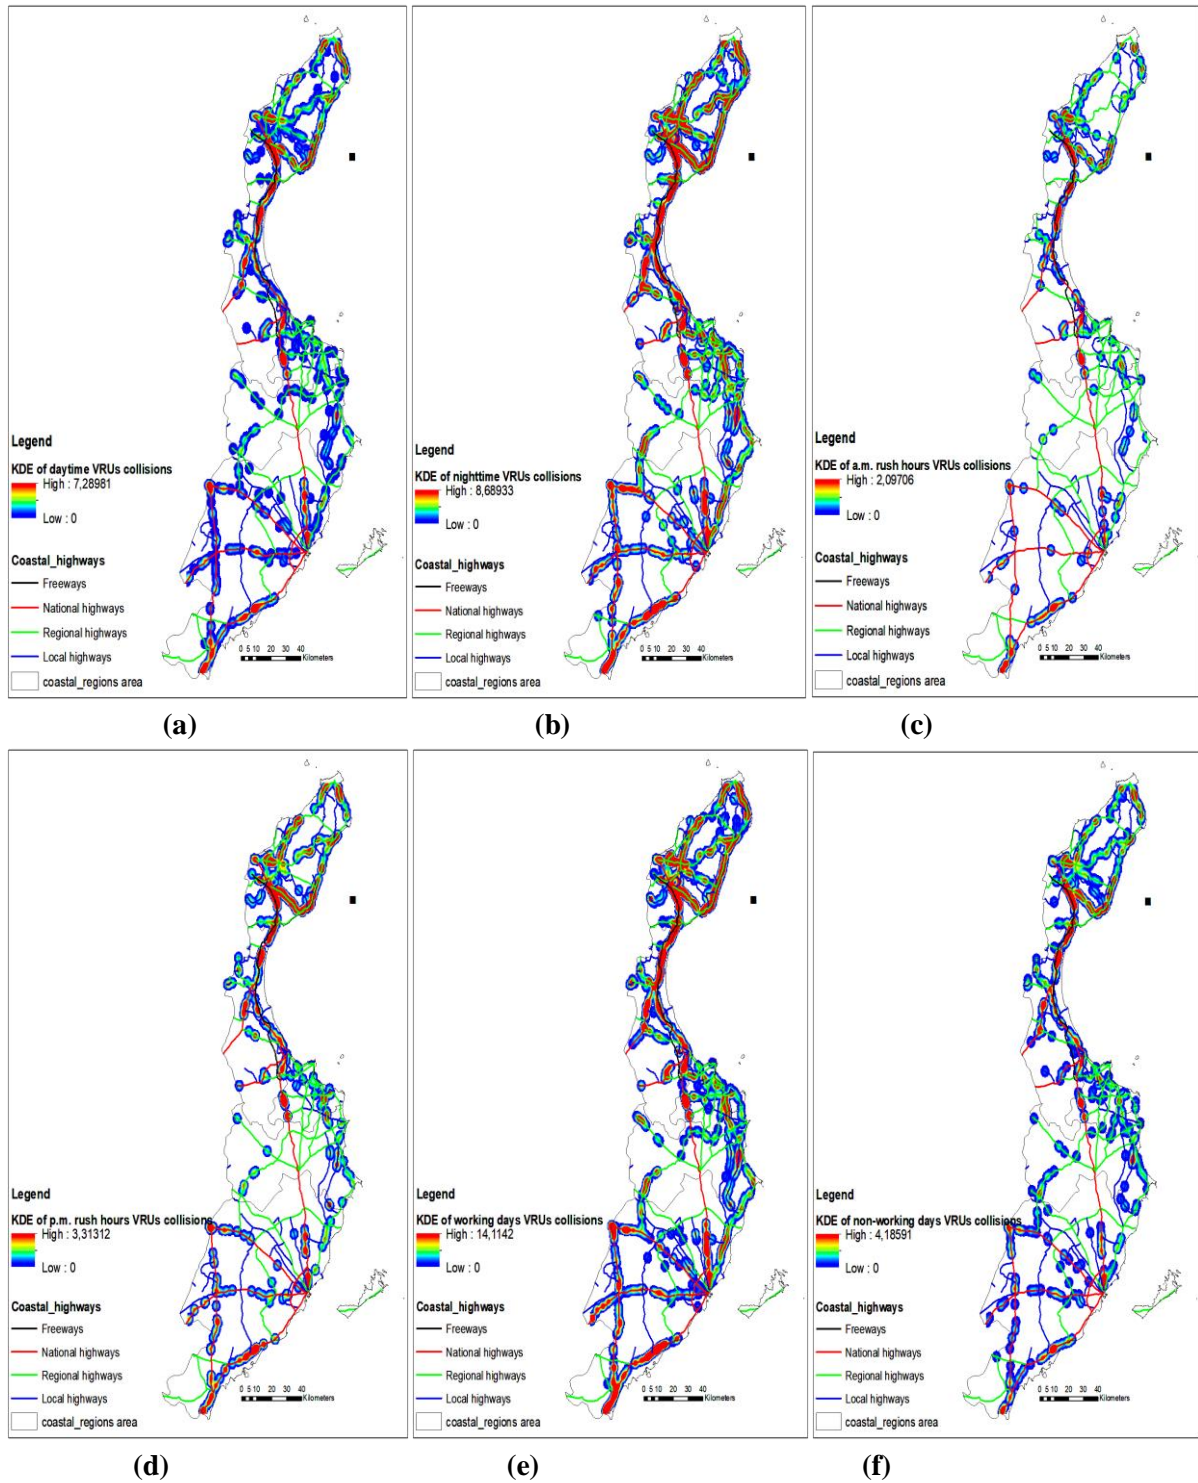 Legend
KDE of daytime VRUs collisions
High : 7,28981
Low : 0
Coastal_highways
Freeways
National highways
Regional highways
Local highways
coastal_regions area
0 5 10 20 30 40
Kilometers
(a)
Legend
KDE of nighttime VRUs collisions
High : 8,68933
Low : 0
Coastal_highways
Freeways
National highways
Regional highways
Local highways
coastal_regions area
0 5 10 20 30 40
Kilometers
(b)
Legend
KDE of a.m. rush hours VRUs collisions
High : 2,09706
Low : 0
Coastal_highways
Freeways
National highways
Regional highways
Local highways
coastal_regions area
0 5 10 20 30 40
Kilometers
(c)
Legend
KDE of p.m. rush hours VRUs collisions
High : 3,31312
Low : 0
Coastal_highways
Freeways
National highways
Regional highways
Local highways
coastal_regions area
0 5 10 20 30 40
Kilometers
(d)
Legend
KDE of working days VRUs collisions
High : 14,1142
Low : 0
Coastal_highways
Freeways
National highways
Regional highways
Local highways
coastal_regions area
0 5 10 20 30 40
Kilometers
(e)
Legend
KDE of non-working days VRUs collisions
High : 4,18591
Low : 0
Coastal_highways
Freeways
National highways
Regional highways
Local highways
coastal_regions area
0 5 10 20 30 40
Kilometers
(f)